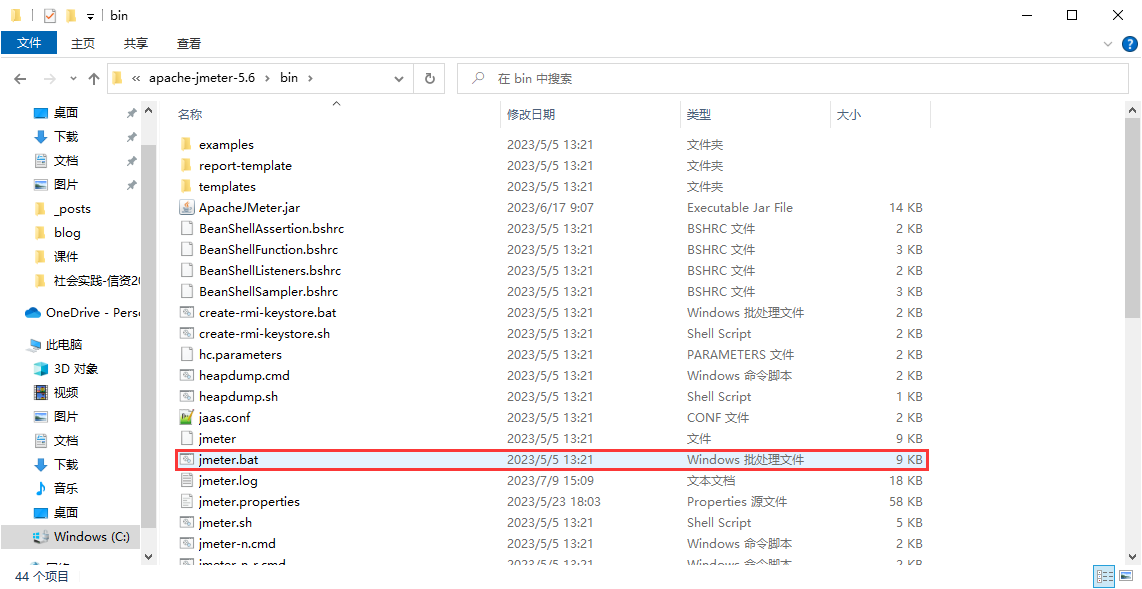 bin
文件 主页 共享 查看
« apache-jmeter-5.6 › bin › 在 bin 中搜索
桌面
下载
文档
图片
_posts
blog
课件
社会实践-信资20
OneDrive - Perso
此电脑
3D 对象
视频
图片
文档
下载
音乐
桌面
Windows (C:)
名称 修改日期 类型 大小
examples 2023/5/5 13:21 文件夹
report-template 2023/5/5 13:21 文件夹
templates 2023/5/5 13:21 文件夹
ApacheJMeter.jar 2023/6/17 9:07 Executable Jar File 14 KB
BeanShellAssertion.bshrc 2023/5/5 13:21 BSHRC 文件 2 KB
BeanShellFunction.bshrc 2023/5/5 13:21 BSHRC 文件 3 KB
BeanShellListeners.bshrc 2023/5/5 13:21 BSHRC 文件 2 KB
BeanShellSampler.bshrc 2023/5/5 13:21 BSHRC 文件 3 KB
create-rmi-keystore.bat 2023/5/5 13:21 Windows 批处理文件 2 KB
create-rmi-keystore.sh 2023/5/5 13:21 Shell Script 2 KB
hc.parameters 2023/5/5 13:21 PARAMETERS 文件 2 KB
heapdump.cmd 2023/5/5 13:21 Windows 命令脚本 2 KB
heapdump.sh 2023/5/5 13:21 Shell Script 1 KB
jaas.conf 2023/5/5 13:21 CONF 文件 2 KB
jmeter 2023/5/5 13:21 文件 9 KB
jmeter.bat 2023/5/5 13:21 Windows 批处理文件 9 KB
jmeter.log 2023/7/9 15:09 文本文档 18 KB
jmeter.properties 2023/5/23 18:03 Properties 源文件 58 KB
jmeter.sh 2023/5/5 13:21 Shell Script 5 KB
jmeter-n.cmd 2023/5/5 13:21 Windows 命令脚本 2 KB
jmeter-n-r.cmd 2023/5/5 13:21 Windows 命令脚本 2 KB
44 个项目